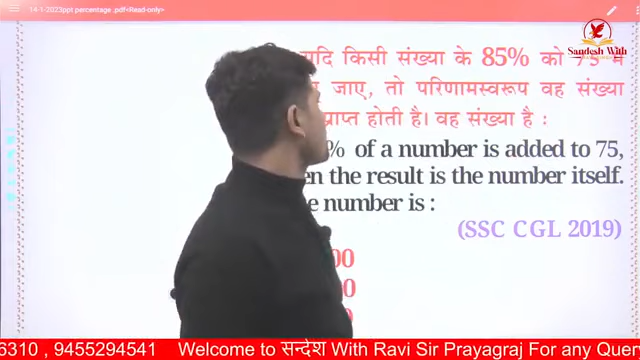 14-1-2023ppt percentage .pdf<Read-only>
Sandesh With
यदि किसी संख्या के 85% को 75 में
जाए, तो परिणामस्वरूप वह संख्या
प्राप्त होती है। वह संख्या है :
% of a number is added to 75,
en the result is the number itself.
e number is :
(SSC CGL 2019)
00
0
6310 , 9455294541 Welcome to सन्देश With Ravi Sir Prayagraj For any Quer